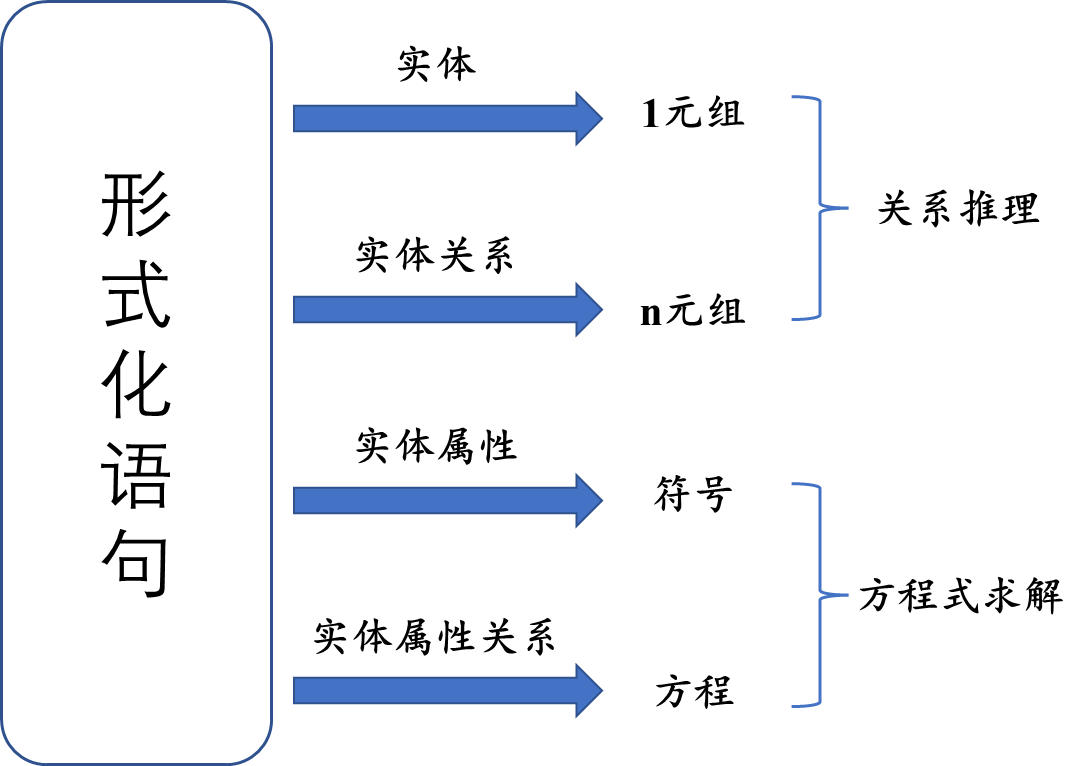 形式化语句
实体
1元组
实体关系
n元组
关系推理
实体属性
符号
实体属性关系
方程
方程式求解